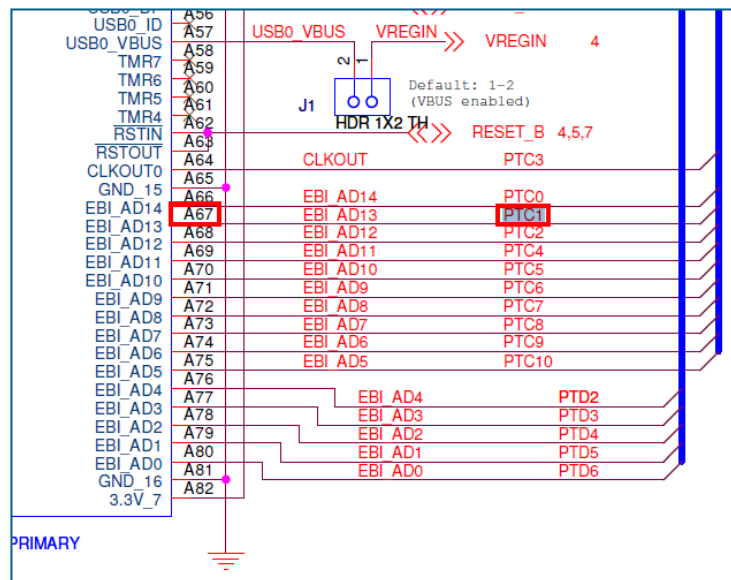 A56
USB0_ID
A57 USB0_VBUS VREGIN
USB0_VBUS VREGIN 4
A58
TMR7
A59
TMR6
A60 2 1 Default: 1-2
TMR5 (VBUS enabled)
A61 J1
TMR4
A62 HDR 1X2 TH
RSTIN RESET_B 4,5,7
A63
RSTOUT
A64 CLKOUT PTC3
CLKOUT0
A65
GND_15
A66 EBI_AD14 PTC0
EBI_AD14
A67 EBI_AD13 PTC1
EBI_AD13
A68 EBI_AD12 PTC2
EBI_AD12
A69 EBI_AD11 PTC4
EBI_AD11
A70 EBI_AD10 PTC5
EBI_AD10
A71 EBI_AD9 PTC6
EBI_AD9
A72 EBI_AD8 PTC7
EBI_AD8
A73 EBI_AD7 PTC8
EBI_AD7
A74 EBI_AD6 PTC9
EBI_AD6
A75 EBI_AD5 PTC10
EBI_AD5
A76
EBI_AD4
A77 EBI_AD4 PTD2
EBI_AD3
A78 EBI_AD3 PTD3
EBI_AD2
A79 EBI_AD2 PTD4
EBI_AD1
A80 EBI_AD1 PTD5
EBI_AD0
A81 EBI_AD0 PTD6
GND_16
A82
3.3V_7
PRIMARY